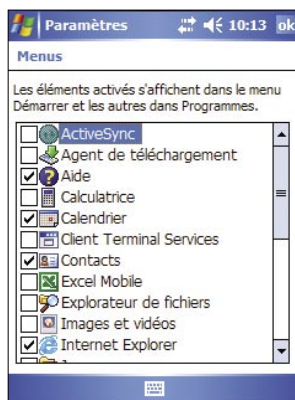 Paramètres 10:13 ok
Menus
Les éléments activés s'affichent dans le menu
Démarrer et les autres dans Programmes.
ActiveSync
Agent de téléchargement
Aide
Calculatrice
Calendrier
Client Terminal Services
Contacts
Excel Mobile
Explorateur de fichiers
Images et vidéos
Internet Explorer